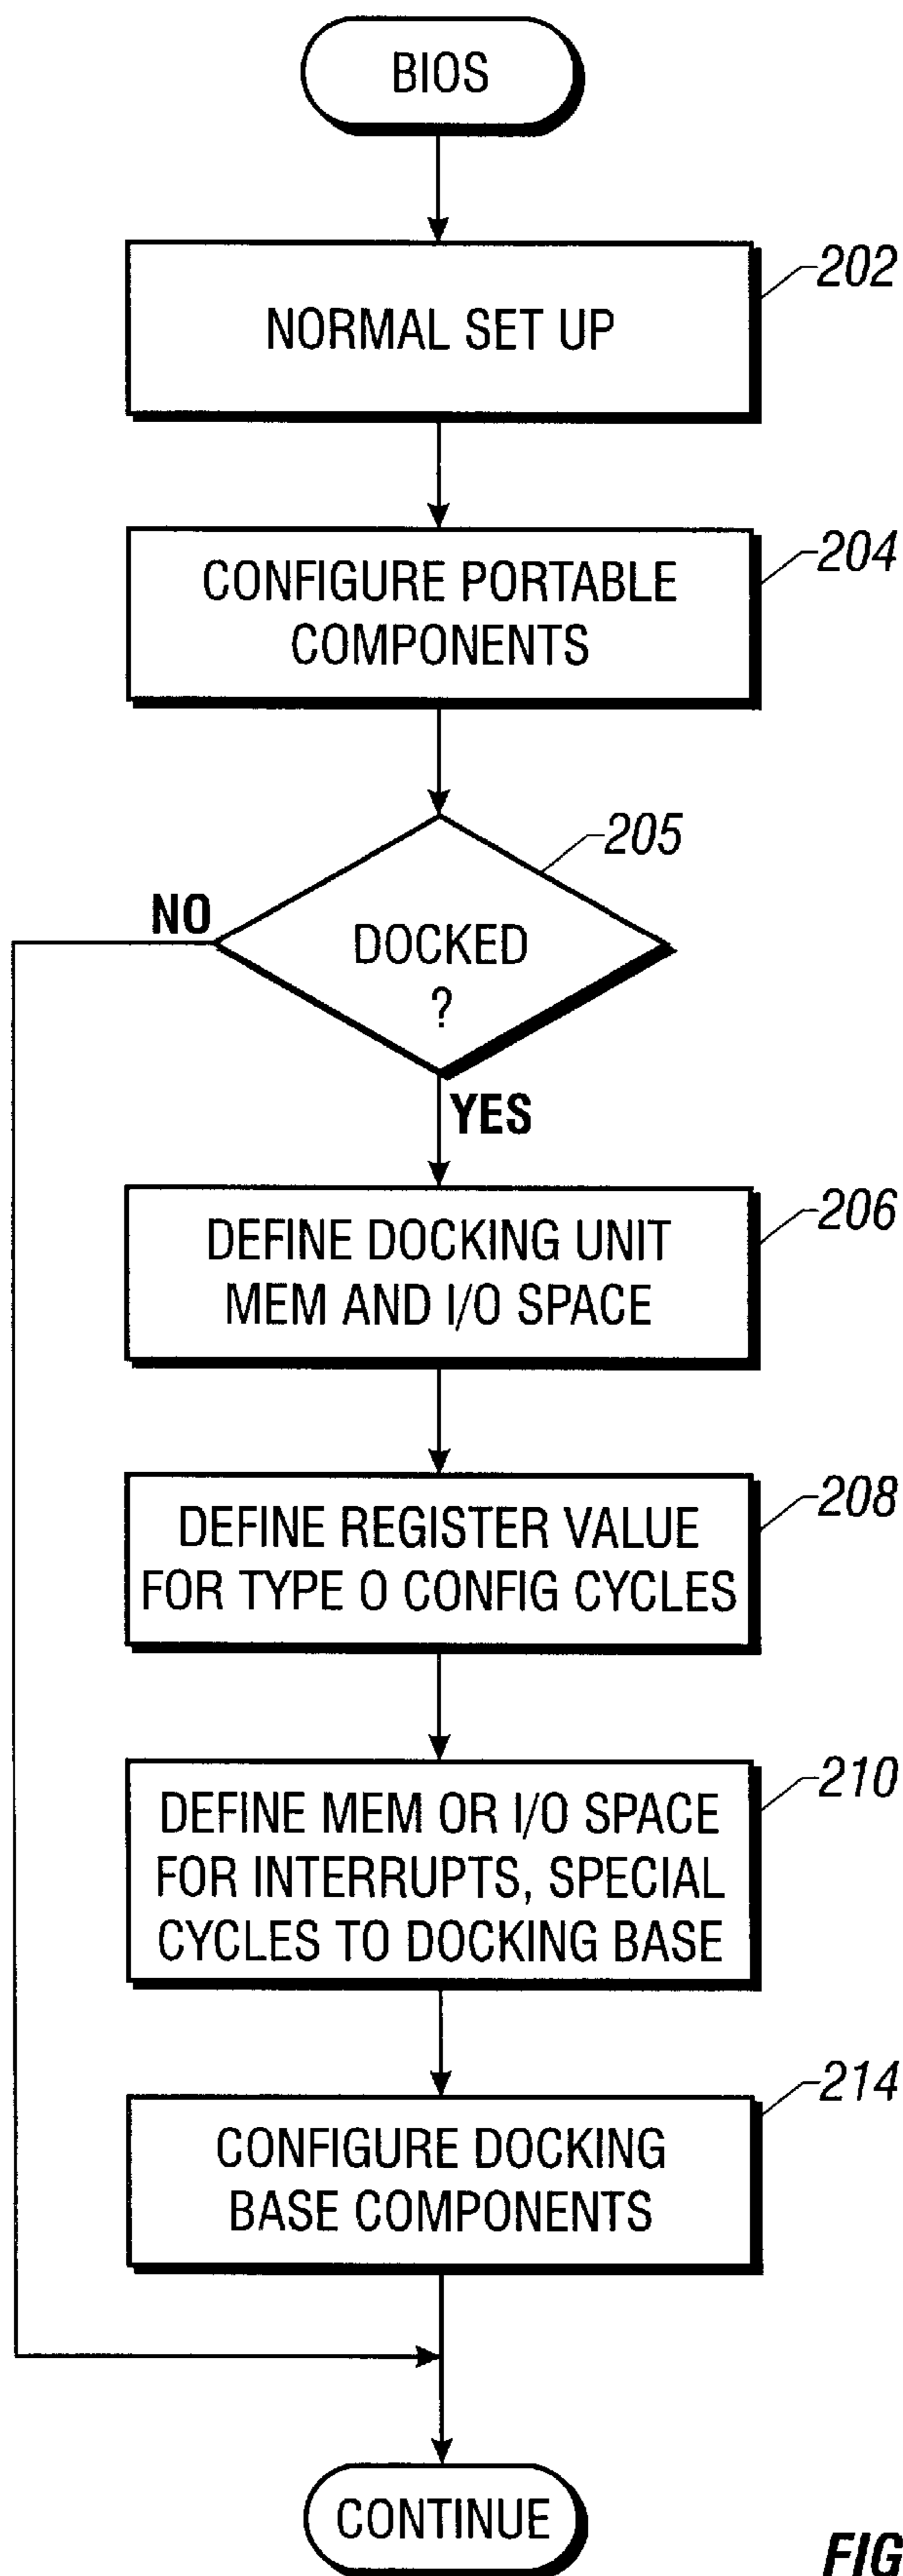 BIOS
202
NORMAL SET UP
204
CONFIGURE PORTABLE
COMPONENTS
205
NO
DOCKED
?
YES
206
DEFINE DOCKING UNIT
MEM AND I/O SPACE
208
DEFINE REGISTER VALUE
FOR TYPE O CONFIG CYCLES
210
DEFINE MEM OR I/O SPACE
FOR INTERRUPTS, SPECIAL
CYCLES TO DOCKING BASE
214
CONFIGURE DOCKING
BASE COMPONENTS
CONTINUE
FIG